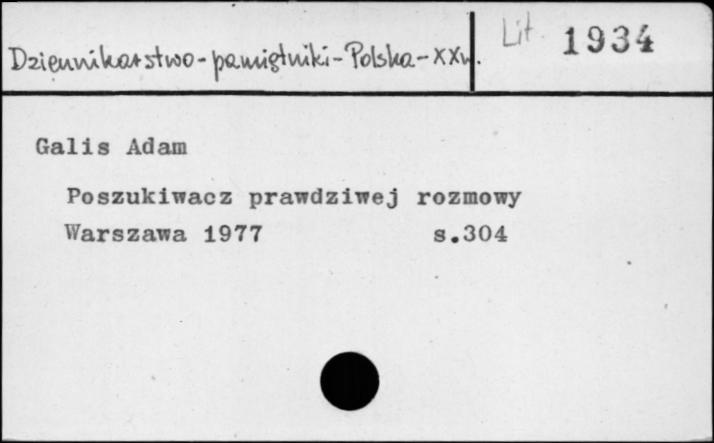 Dziennikarstwo-pamiętniki-Polska-XXw.
Lit. 1934
Galis Adam
Poszukiwacz prawdziwej rozmowy
Warszawa 1977 s.304